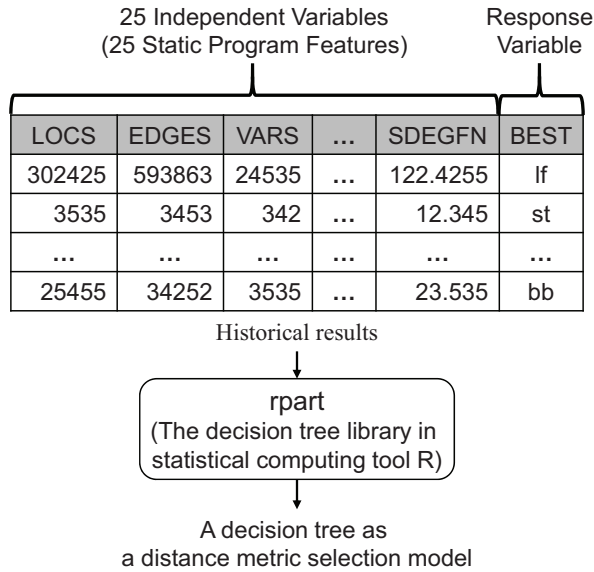 25 Independent Variables
(25 Static Program Features)
Response
Variable
LOCS EDGES VARS ... SDEGFN BEST
302425 593863 24535 ... 122.4255 lf
3535 3453 342 ... 12.345 st
... ... ... ... ... ...
25455 34252 3535 ... 23.535 bb
Historical results
rpart
(The decision tree library in
statistical computing tool R)
A decision tree as
a distance metric selection model